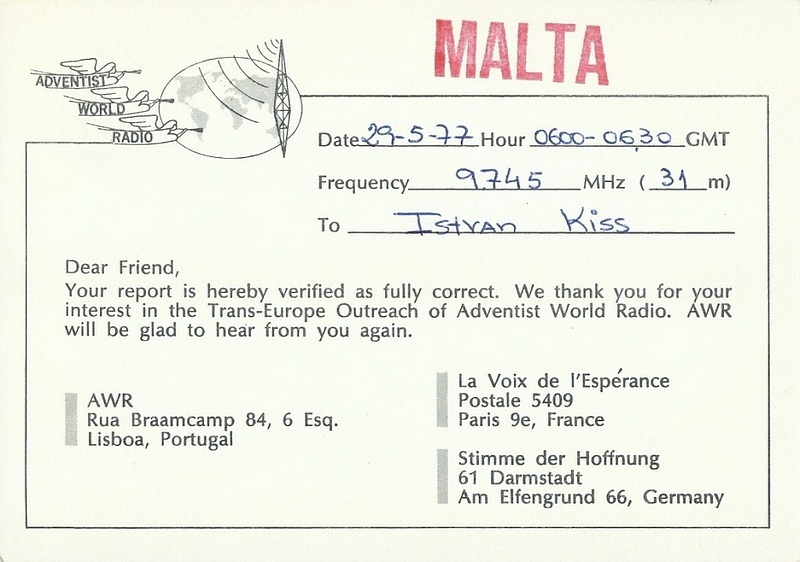 MALTA
ADVENTIST
WORLD
RADIO
Date 29-5-77 Hour 0600-0630 GMT
Frequency 9745 MHz (31 m)
To Istvan Kiss
Dear Friend,
Your report is hereby verified as fully correct. We thank you for your
interest in the Trans-Europe Outreach of Adventist World Radio. AWR
will be glad to hear from you again.
AWR
Rua Braamcamp 84, 6 Esq.
Lisboa, Portugal
La Voix de l'Espérance
Postale 5409
Paris 9e, France
Stimme der Hoffnung
61 Darmstadt
Am Elfengrund 66, Germany